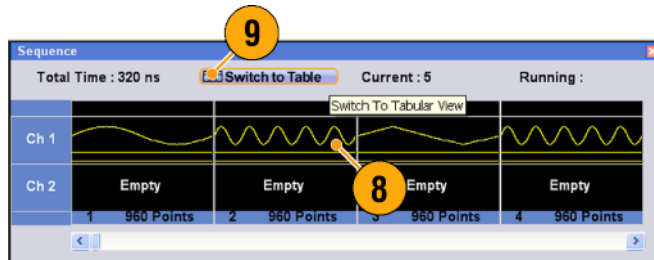 9
Sequence
Total Time : 320 ns Switch to Table Current : 5 Running :
Switch To Tabular View
Ch 1
8
Ch 2 Empty Empty Empty Empty
1 960 Points 2 960 Points 3 960 Points 4 960 Points